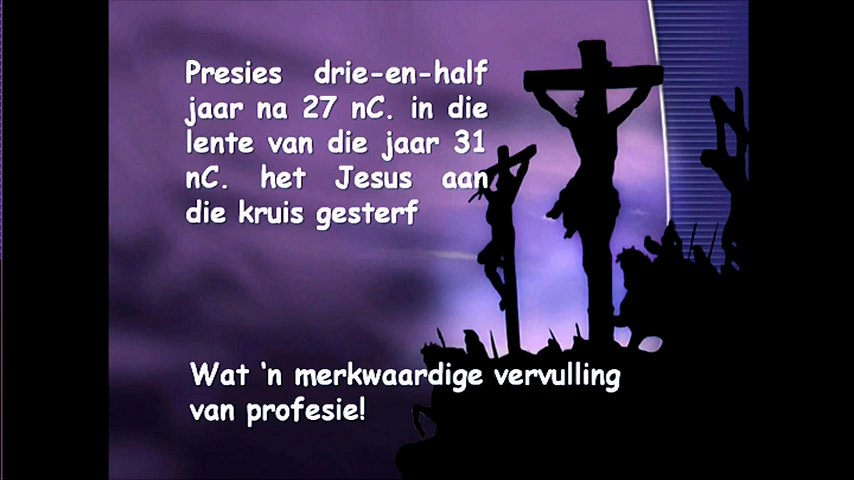 Presies drie-en-half
jaar na 27 nC. in die
lente van die jaar 31
nC. het Jesus aan
die kruis gesterf
Wat ‘n merkwaardige vervulling
van profesie!